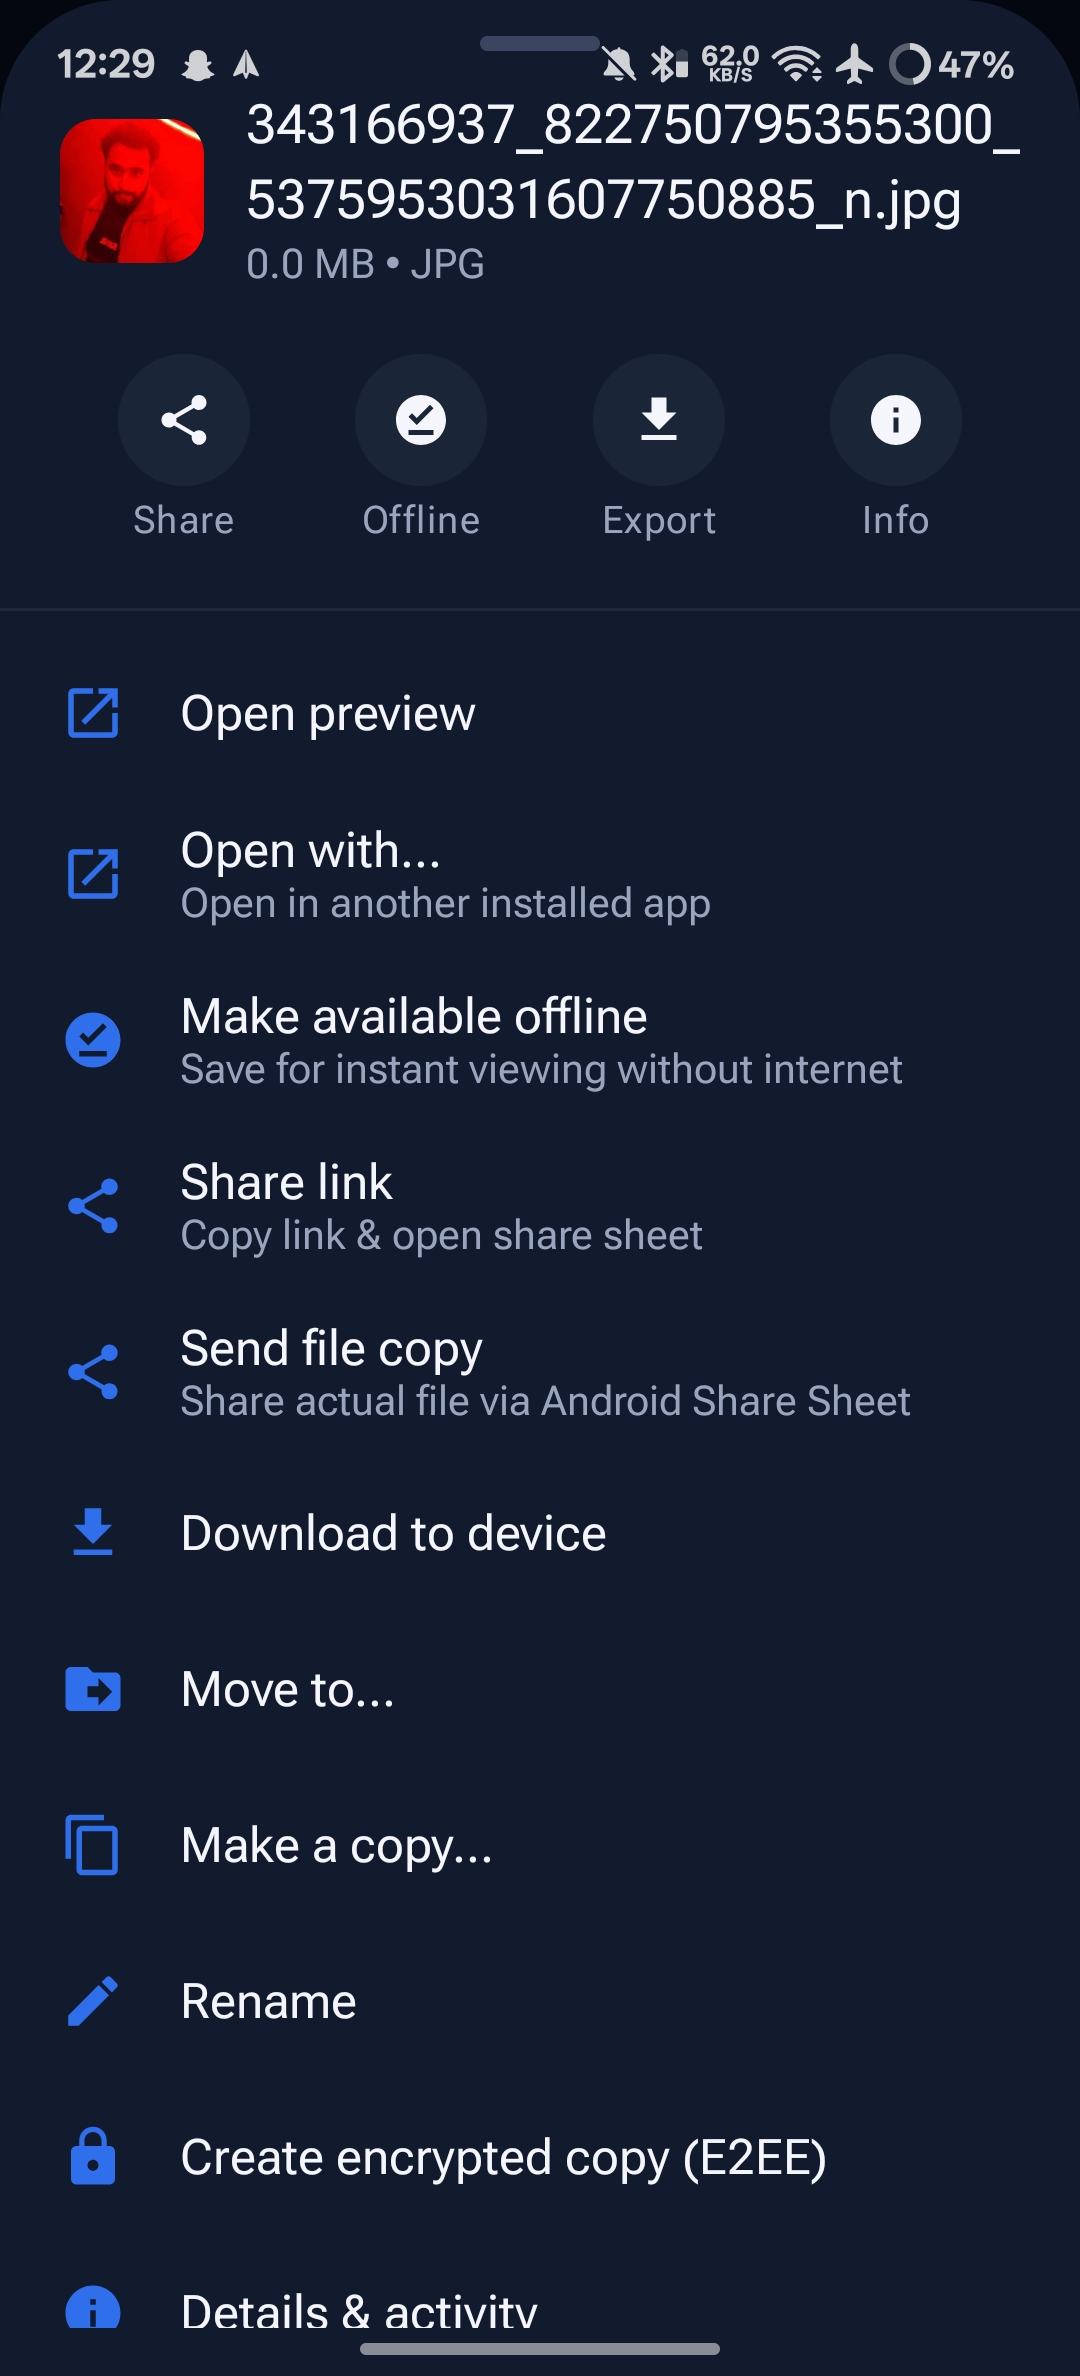 12:29 62.0 KB/S 47%
343166937_822750795355300_
5375953031607750885_n.jpg
0.0 MB • JPG
Share Offline Export Info
Open preview
Open with...
Open in another installed app
Make available offline
Save for instant viewing without internet
Share link
Copy link & open share sheet
Send file copy
Share actual file via Android Share Sheet
Download to device
Move to...
Make a copy...
Rename
Create encrypted copy (E2EE)
Details & activity